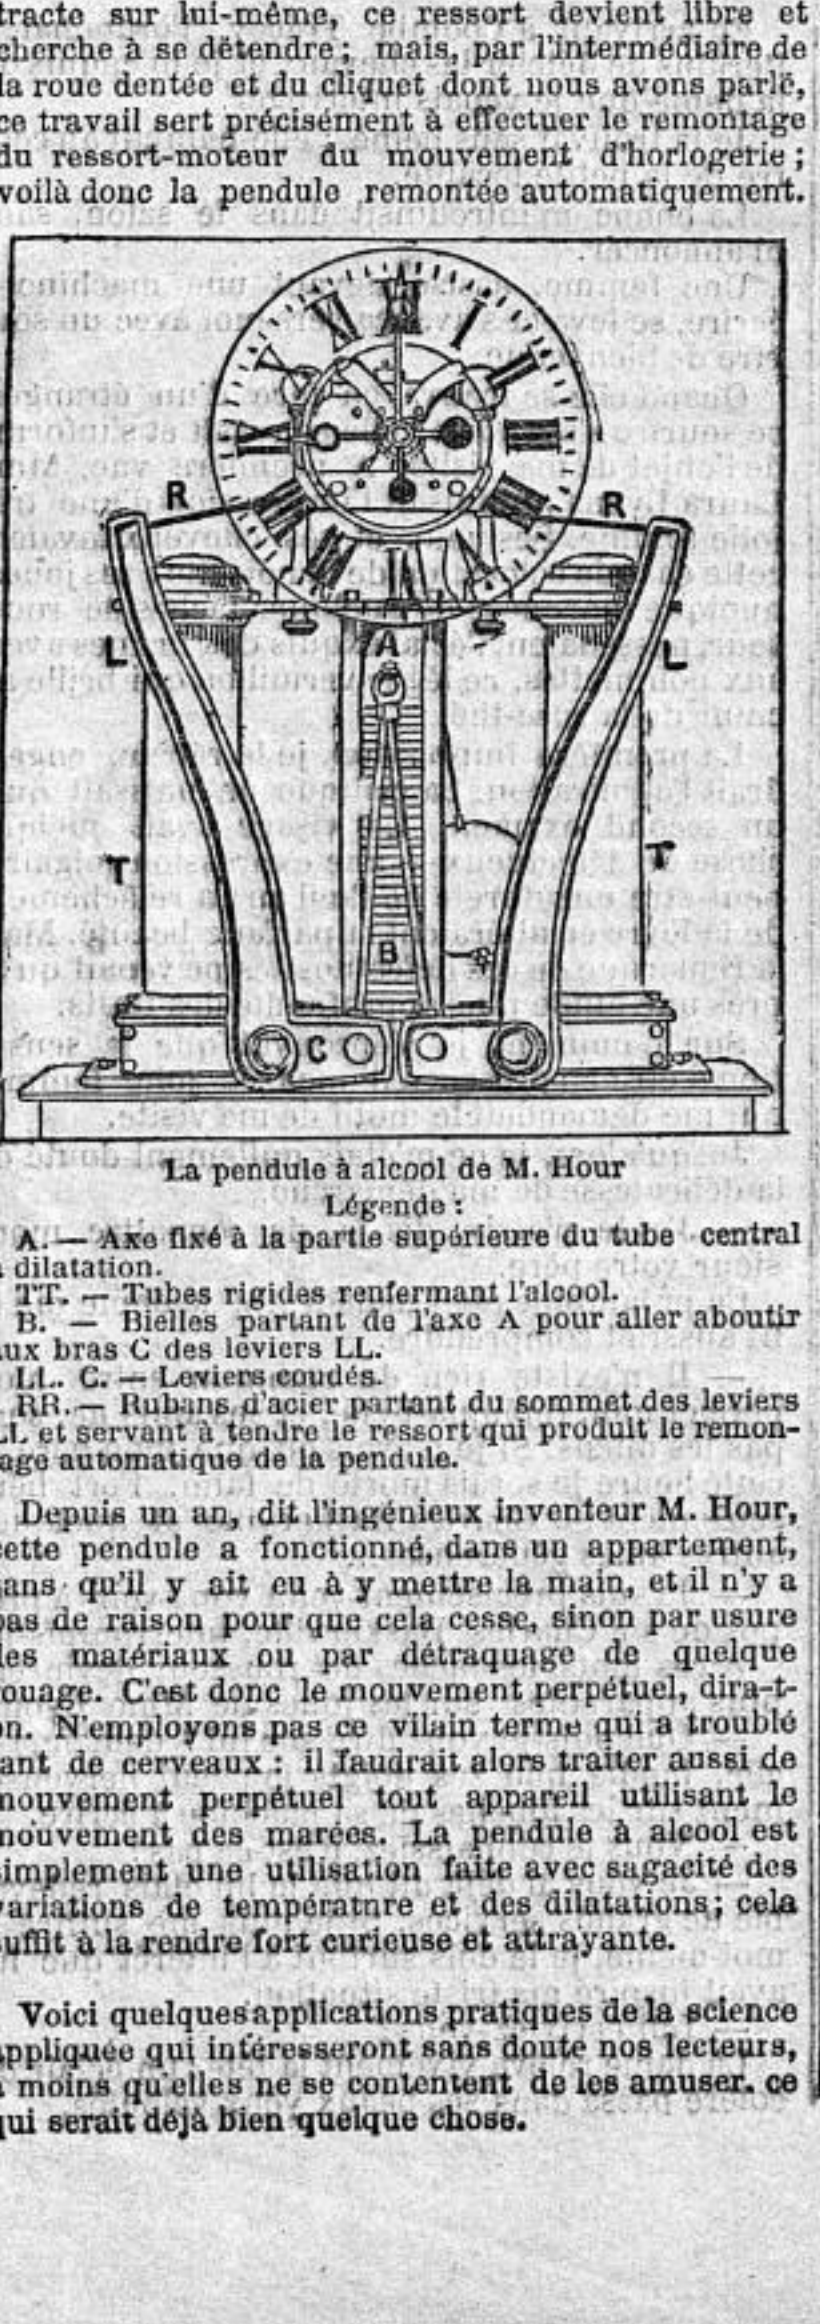 tracte sur lui-même, ce ressort devient libre et
cherche à se détendre ; mais, par l'intermédiaire de
la roue dentée et du cliquet dont nous avons parlé,
ce travail sert précisément à effectuer le remontage
du ressort-moteur du mouvement d'horlogerie ;
voilà donc la pendule remontée automatiquement.
XII
I
II
III
IIII
V
VI
VII
VIII
IX
X
XI
R
R
A
L
L
T
T
B
C
La pendule à alcool de M. Hour
Légende :
A. — Axe fixé à la partie supérieure du tube central
à dilatation.
TT. — Tubes rigides renfermant l'alcool.
B. — Bielles partant de l'axe A pour aller aboutir
aux bras C des leviers LL.
LL. C. — Leviers coudés.
RR. — Rubans d'acier partant du sommet des leviers
LL et servant à tendre le ressort qui produit le remon-
tage automatique de la pendule.
Depuis un an, dit l'ingénieux inventeur M. Hour,
cette pendule a fonctionné, dans un appartement,
sans qu'il y ait eu à y mettre la main, et il n'y a
pas de raison pour que cela cesse, sinon par usure
des matériaux ou par détraquage de quelque
rouage. C'est donc le mouvement perpétuel, dira-t-
on. N'employons pas ce vilain terme qui a troublé
tant de cerveaux : il faudrait alors traiter aussi de
mouvement perpétuel tout appareil utilisant le
mouvement des marées. La pendule à alcool est
simplement une utilisation faite avec sagacité des
variations de températnre et des dilatations ; cela
suffit à la rendre fort curieuse et attrayante.
Voici quelques applications pratiques de la science
appliquée qui intéresseront sans doute nos lecteurs,
à moins qu'elles ne se contentent de les amuser. ce
qui serait déjà bien quelque chose.